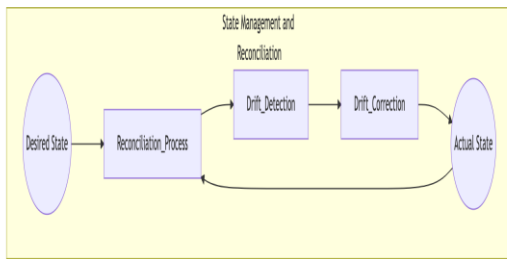 State Management and
Reconciliation
Desired State
Reconciliation_Process
Drift_Detection
Drift_Correction
Actual State